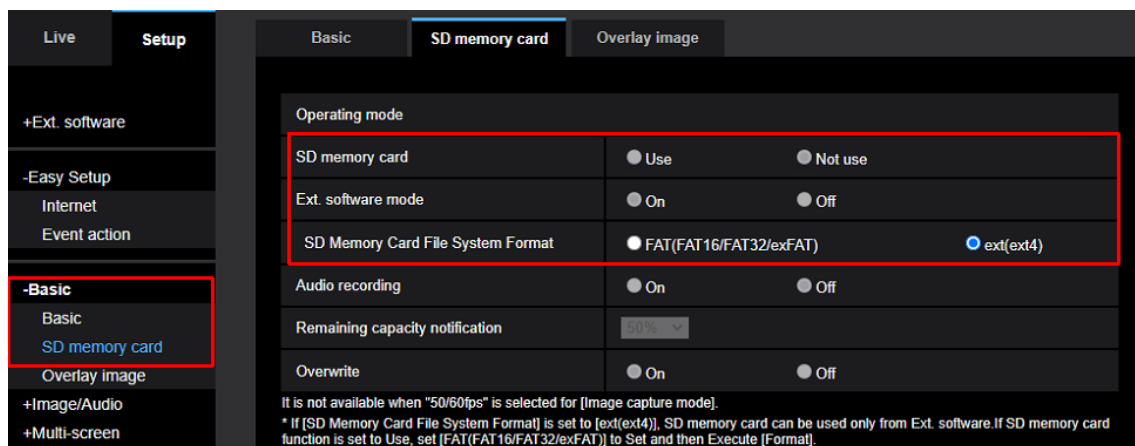 Live Setup
Basic SD memory card Overlay image
+Ext. software
-Easy Setup
Internet
Event action
-Basic
Basic
SD memory card
Overlay image
+Image/Audio
+Multi-screen
Operating mode
SD memory card Use Not use
Ext. software mode On Off
SD Memory Card File System Format FAT(FAT16/FAT32/exFAT) ext(ext4)
Audio recording On Off
Remaining capacity notification 50%
Overwrite On Off
It is not available when "50/60fps" is selected for [Image capture mode].
* If [SD Memory Card File System Format] is set to [ext(ext4)], SD memory card can be used only from Ext. software.If SD memory card
function is set to Use, set [FAT(FAT16/FAT32/exFAT)] to Set and then Execute [Format].